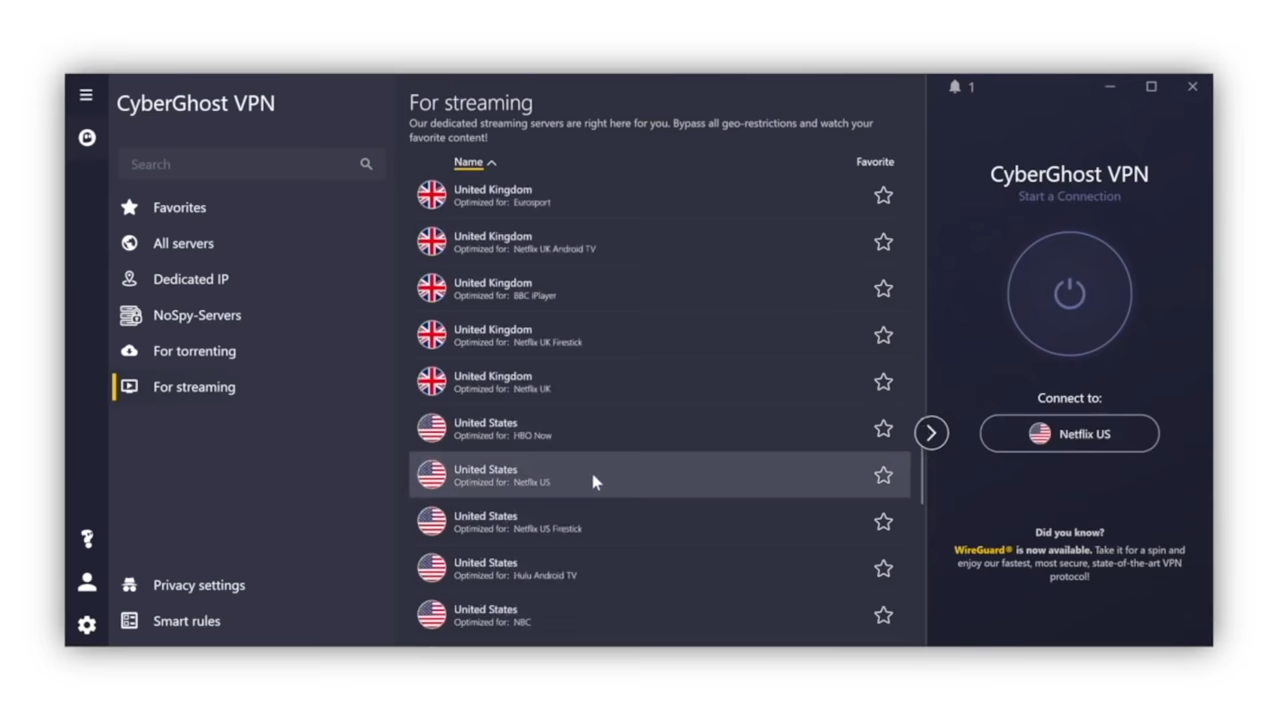 CyberGhost VPN
Search
Favorites
All servers
Dedicated IP
NoSpy-Servers
For torrenting
For streaming
Privacy settings
Smart rules
For streaming
Our dedicated streaming servers are right here for you. Bypass all geo-restrictions and watch your
favorite content!
Name Favorite
United Kingdom
Optimized for: Eurosport
United Kingdom
Optimized for: Netflix UK Android TV
United Kingdom
Optimized for: BBC iPlayer
United Kingdom
Optimized for: Netflix UK Firestick
United Kingdom
Optimized for: Netflix UK
United States
Optimized for: HBO Now
United States
Optimized for: Netflix US
United States
Optimized for: Netflix US Firestick
United States
Optimized for: Hulu Android TV
United States
Optimized for: NBC
1
CyberGhost VPN
Start a Connection
Connect to:
Netflix US
Did you know?
WireGuard® is now available. Take it for a spin and
enjoy our fastest, most secure, state-of-the-art VPN
protocol!